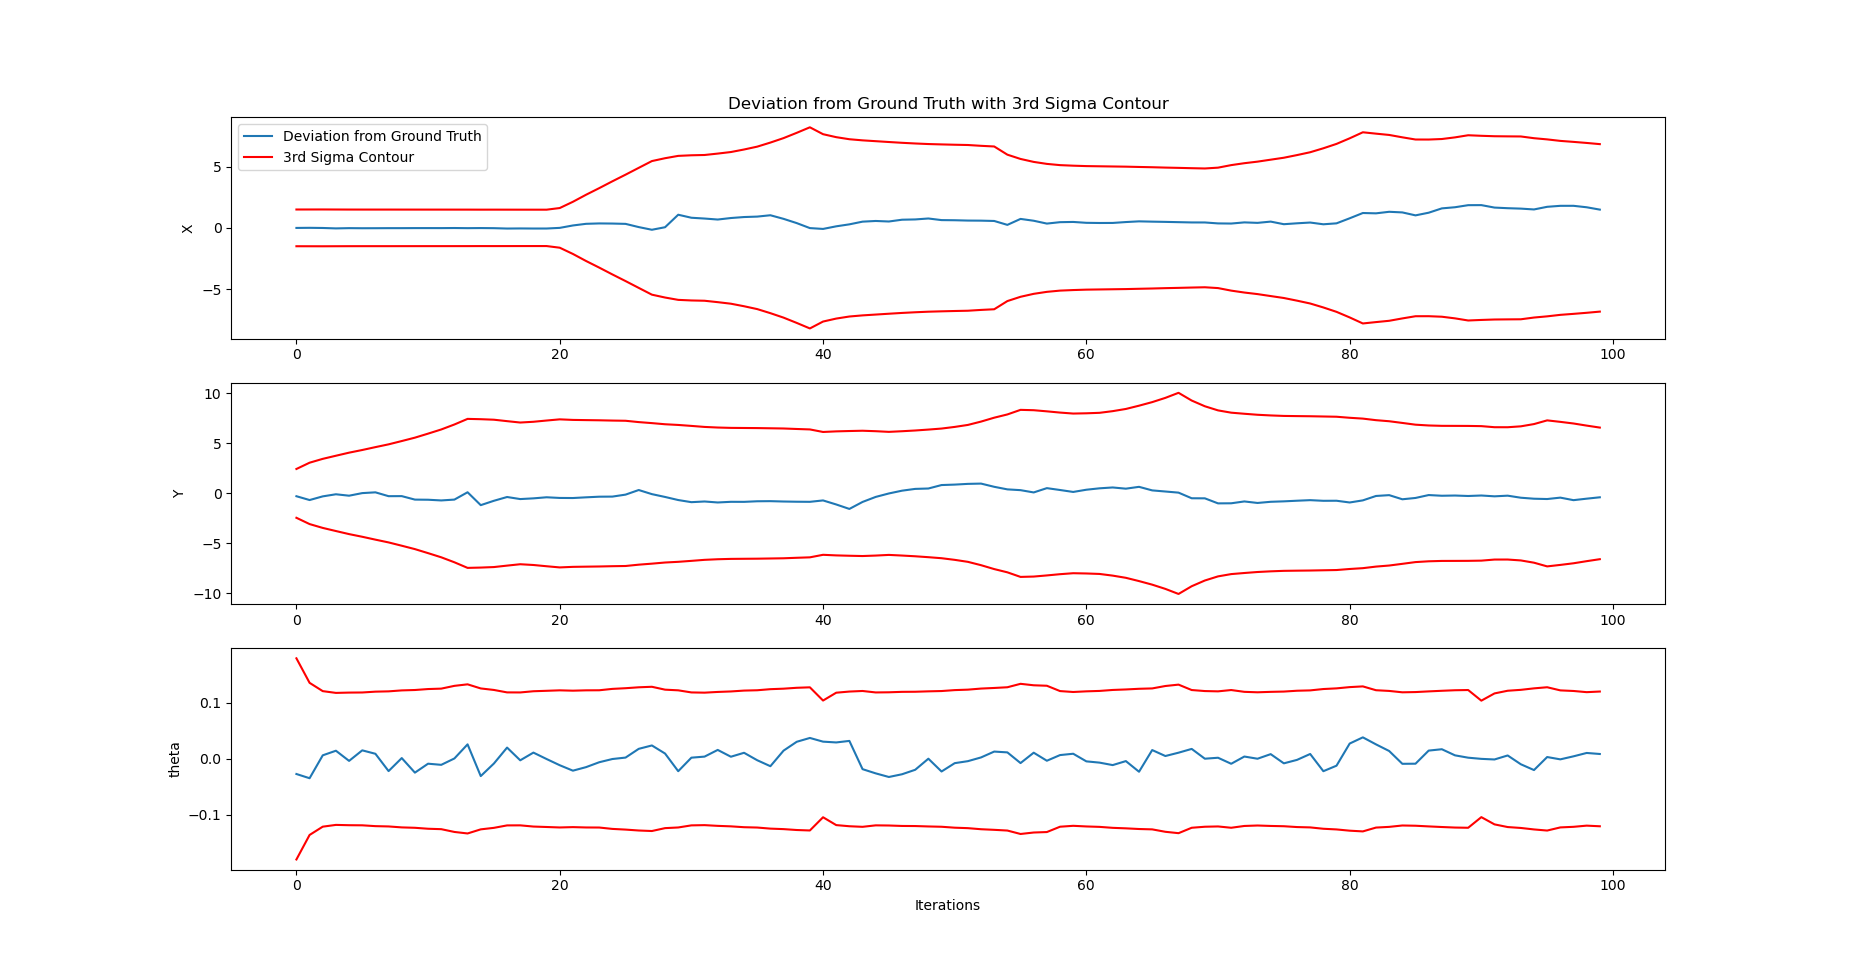 Deviation from Ground Truth with 3rd Sigma Contour
Deviation from Ground Truth
3rd Sigma Contour
5
0
−5
X
0 20 40 60 80 100
10
5
0
−5
−10
Y
0 20 40 60 80 100
0.1
0.0
−0.1
theta
0 20 40 60 80 100
Iterations